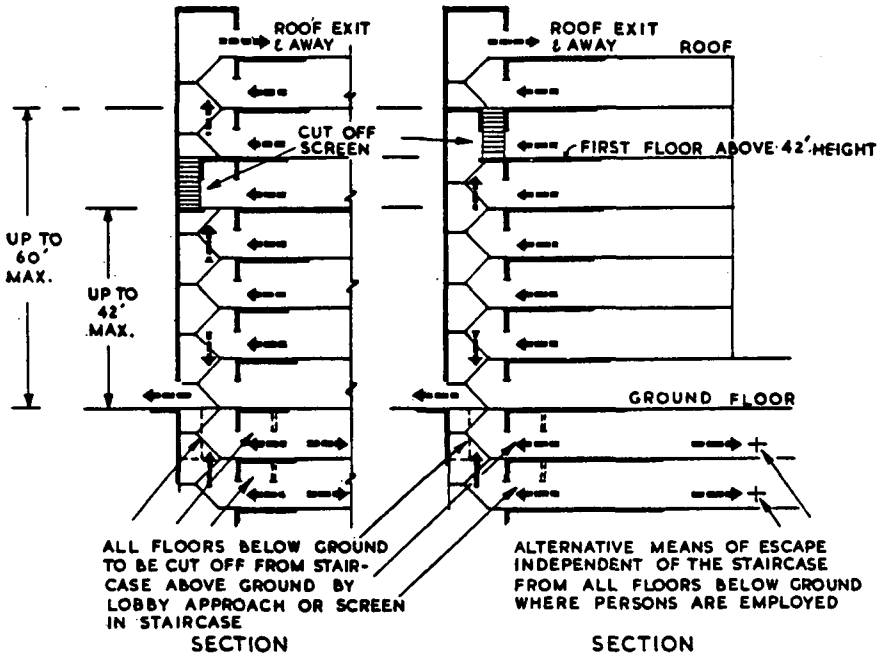 ROOF EXIT
& AWAY
ROOF EXIT
& AWAY
ROOF
CUT OFF
SCREEN
FIRST FLOOR ABOVE 42' HEIGHT
UP TO
60'
MAX.
UP TO
42'
MAX.
GROUND FLOOR
ALL FLOORS BELOW GROUND
TO BE CUT OFF FROM STAIR-
CASE ABOVE GROUND BY
LOBBY APPROACH OR SCREEN
IN STAIRCASE
SECTION
ALTERNATIVE MEANS OF ESCAPE
INDEPENDENT OF THE STAIRCASE
FROM ALL FLOORS BELOW GROUND
WHERE PERSONS ARE EMPLOYED
SECTION